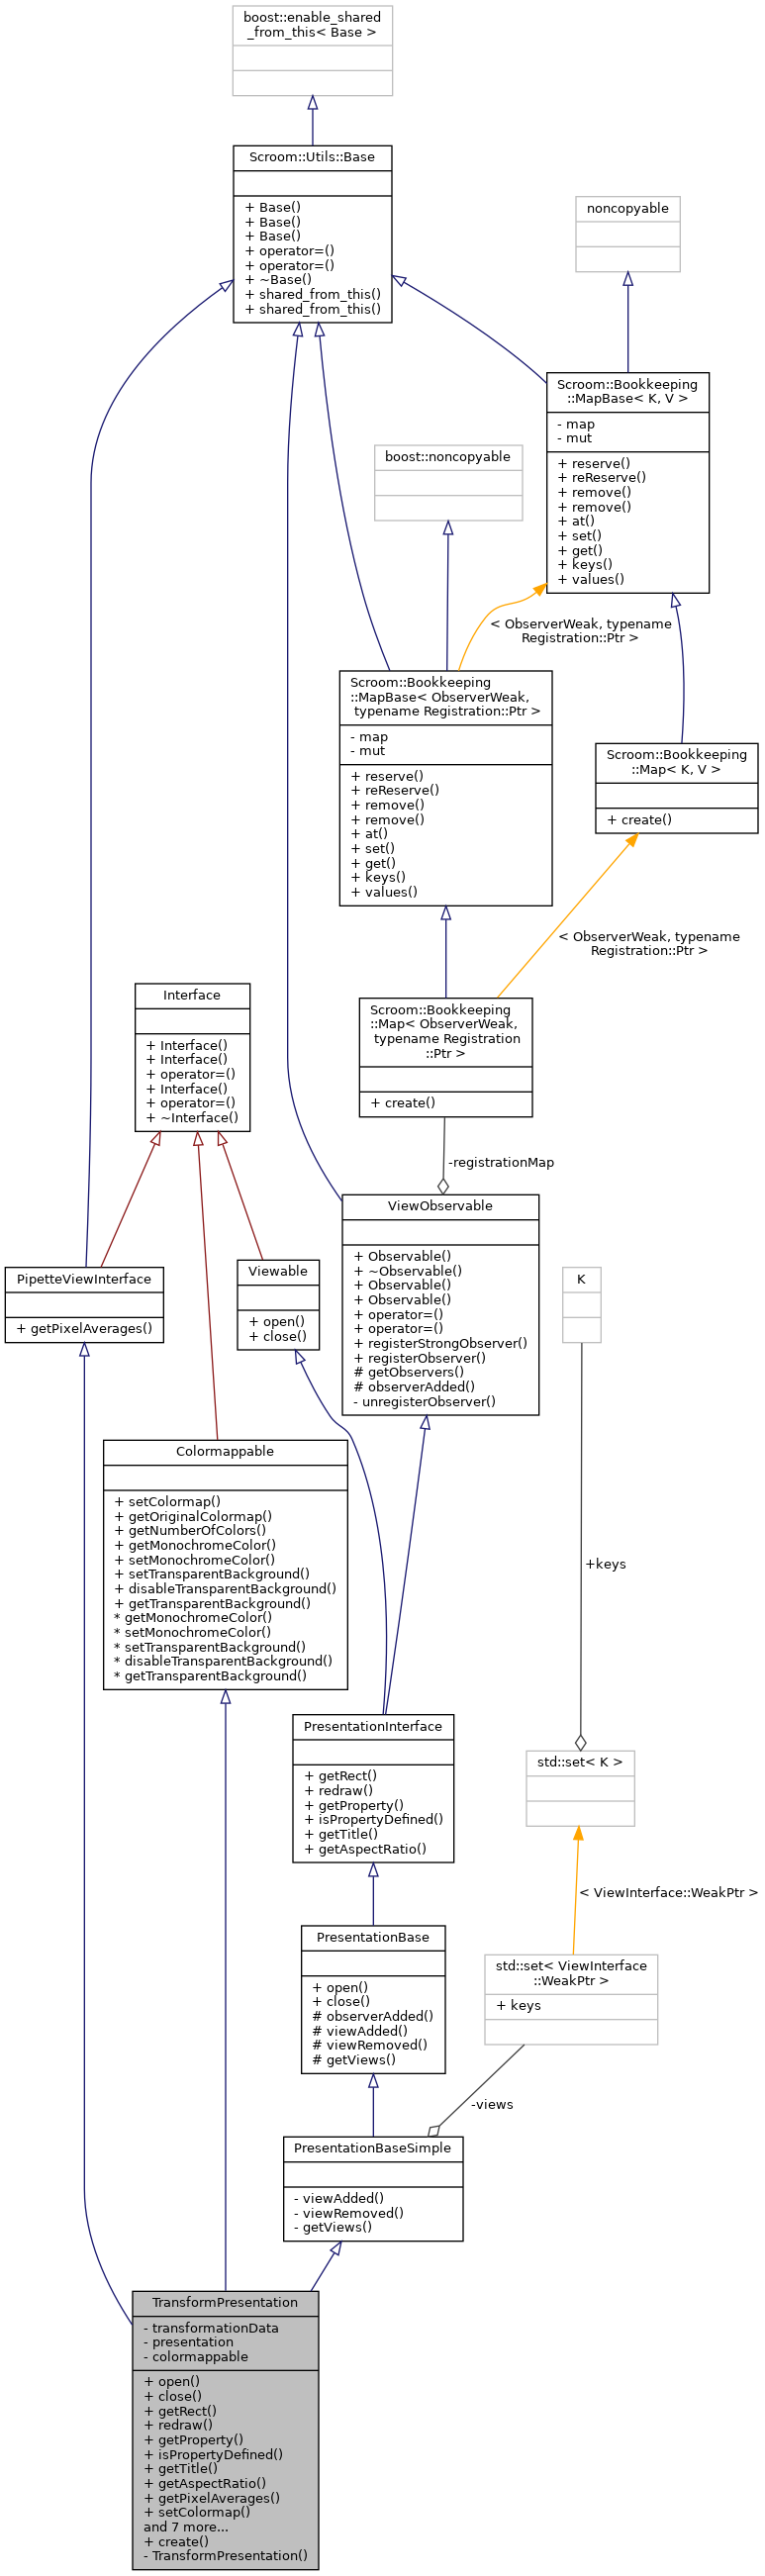 boost::enable_shared
_from_this< Base >
Scroom::Utils::Base
+ Base()
+ Base()
+ Base()
+ operator=()
+ operator=()
+ ~Base()
+ shared_from_this()
+ shared_from_this()
noncopyable
Scroom::Bookkeeping
::MapBase< K, V >
- map
- mut
+ reserve()
+ reReserve()
+ remove()
+ remove()
+ at()
+ set()
+ get()
+ keys()
+ values()
boost::noncopyable
< ObserverWeak, typename
Registration::Ptr >
Scroom::Bookkeeping
::MapBase< ObserverWeak,
typename Registration::Ptr >
- map
- mut
+ reserve()
+ reReserve()
+ remove()
+ remove()
+ at()
+ set()
+ get()
+ keys()
+ values()
Scroom::Bookkeeping
::Map< K, V >
+ create()
< ObserverWeak, typename
Registration::Ptr >
Scroom::Bookkeeping
::Map< ObserverWeak,
typename Registration
::Ptr >
+ create()
Interface
+ Interface()
+ Interface()
+ operator=()
+ Interface()
+ operator=()
+ ~Interface()
-registrationMap
ViewObservable
+ Observable()
+ ~Observable()
+ Observable()
+ Observable()
+ operator=()
+ operator=()
+ registerStrongObserver()
+ registerObserver()
# getObservers()
# observerAdded()
- unregisterObserver()
PipetteViewInterface
+ getPixelAverages()
Viewable
+ open()
+ close()
K
+keys
Colormappable
+ setColormap()
+ getOriginalColormap()
+ getNumberOfColors()
+ getMonochromeColor()
+ setMonochromeColor()
+ setTransparentBackground()
+ disableTransparentBackground()
+ getTransparentBackground()
* getMonochromeColor()
* setMonochromeColor()
* setTransparentBackground()
* disableTransparentBackground()
* getTransparentBackground()
PresentationInterface
+ getRect()
+ redraw()
+ getProperty()
+ isPropertyDefined()
+ getTitle()
+ getAspectRatio()
std::set< K >
< ViewInterface::WeakPtr >
PresentationBase
+ open()
+ close()
# observerAdded()
# viewAdded()
# viewRemoved()
# getViews()
std::set< ViewInterface
::WeakPtr >
+ keys
-views
PresentationBaseSimple
- viewAdded()
- viewRemoved()
- getViews()
TransformPresentation
- transformationData
- presentation
- colormappable
+ open()
+ close()
+ getRect()
+ redraw()
+ getProperty()
+ isPropertyDefined()
+ getTitle()
+ getAspectRatio()
+ getPixelAverages()
+ setColormap()
and 7 more...
+ create()
- TransformPresentation()